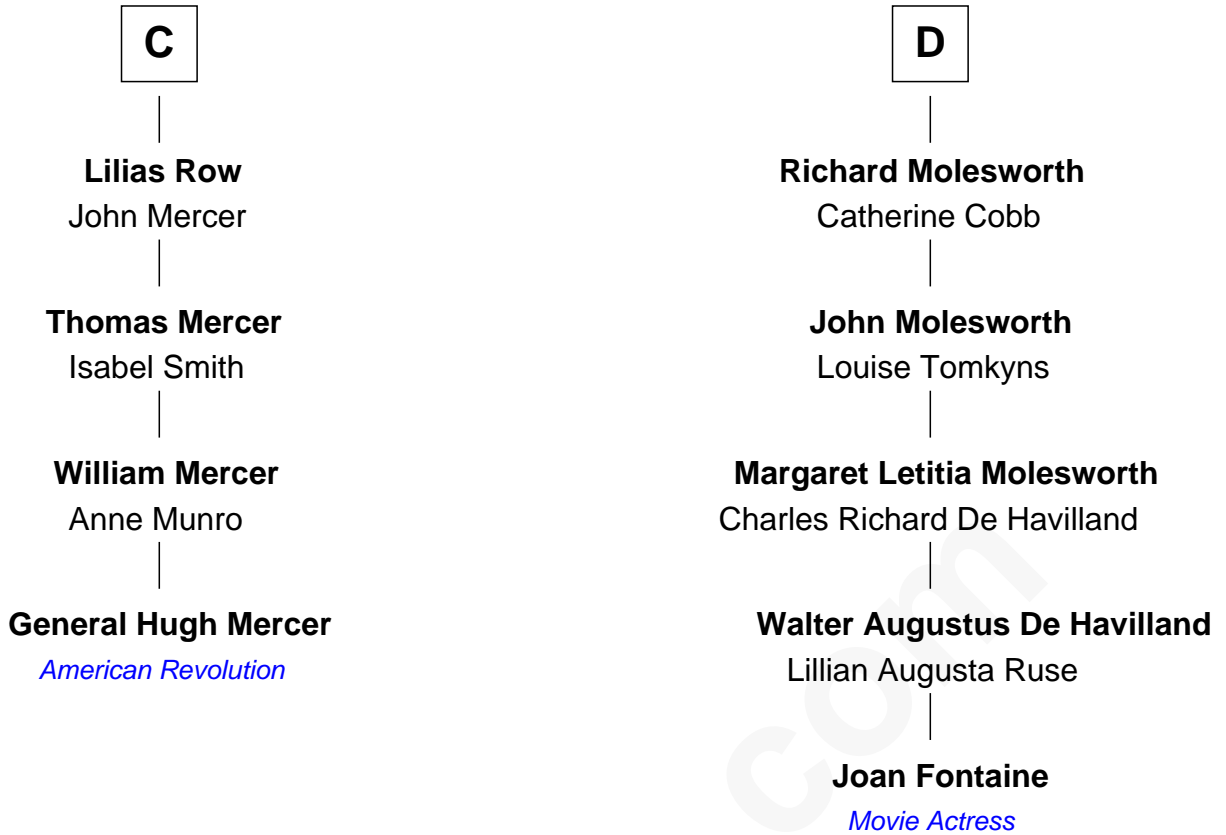 C
Lilias Row
John Mercer
Thomas Mercer
Isabel Smith
William Mercer
Anne Munro
General Hugh Mercer
American Revolution
D
Richard Molesworth
Catherine Cobb
John Molesworth
Louise Tomkyns
Margaret Letitia Molesworth
Charles Richard De Havilland
Walter Augustus De Havilland
Lillian Augusta Ruse
Joan Fontaine
Movie Actress
com